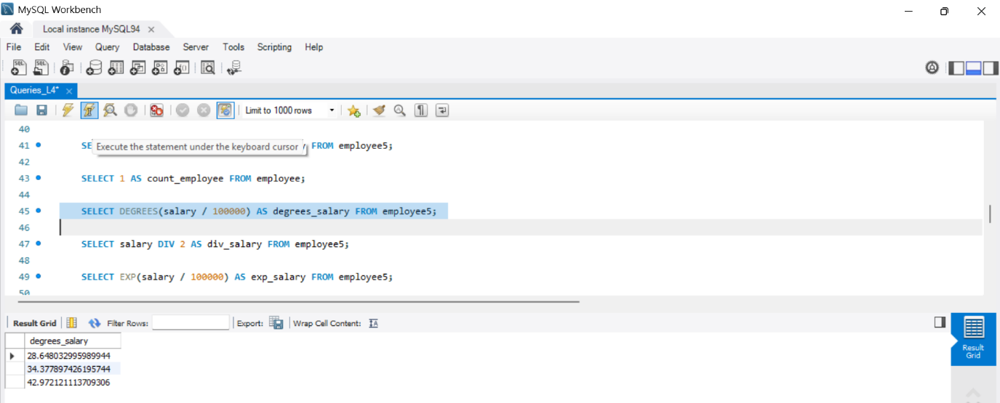 MySQL Workbench
Local instance MySQL94
File Edit View Query Database Server Tools Scripting Help
Queries_L4*
Limit to 1000 rows
40
41 SE FROM employee5;
Execute the statement under the keyboard cursor
42
43 SELECT 1 AS count_employee FROM employee;
44
45 SELECT DEGREES(salary / 100000) AS degrees_salary FROM employee5;
46
47 SELECT salary DIV 2 AS div_salary FROM employee5;
48
49 SELECT EXP(salary / 100000) AS exp_salary FROM employee5;
50
Result Grid Filter Rows: Export: Wrap Cell Content:
degrees_salary
28.648032995989944
34.377897426195744
42.972121113709306
Result
Grid